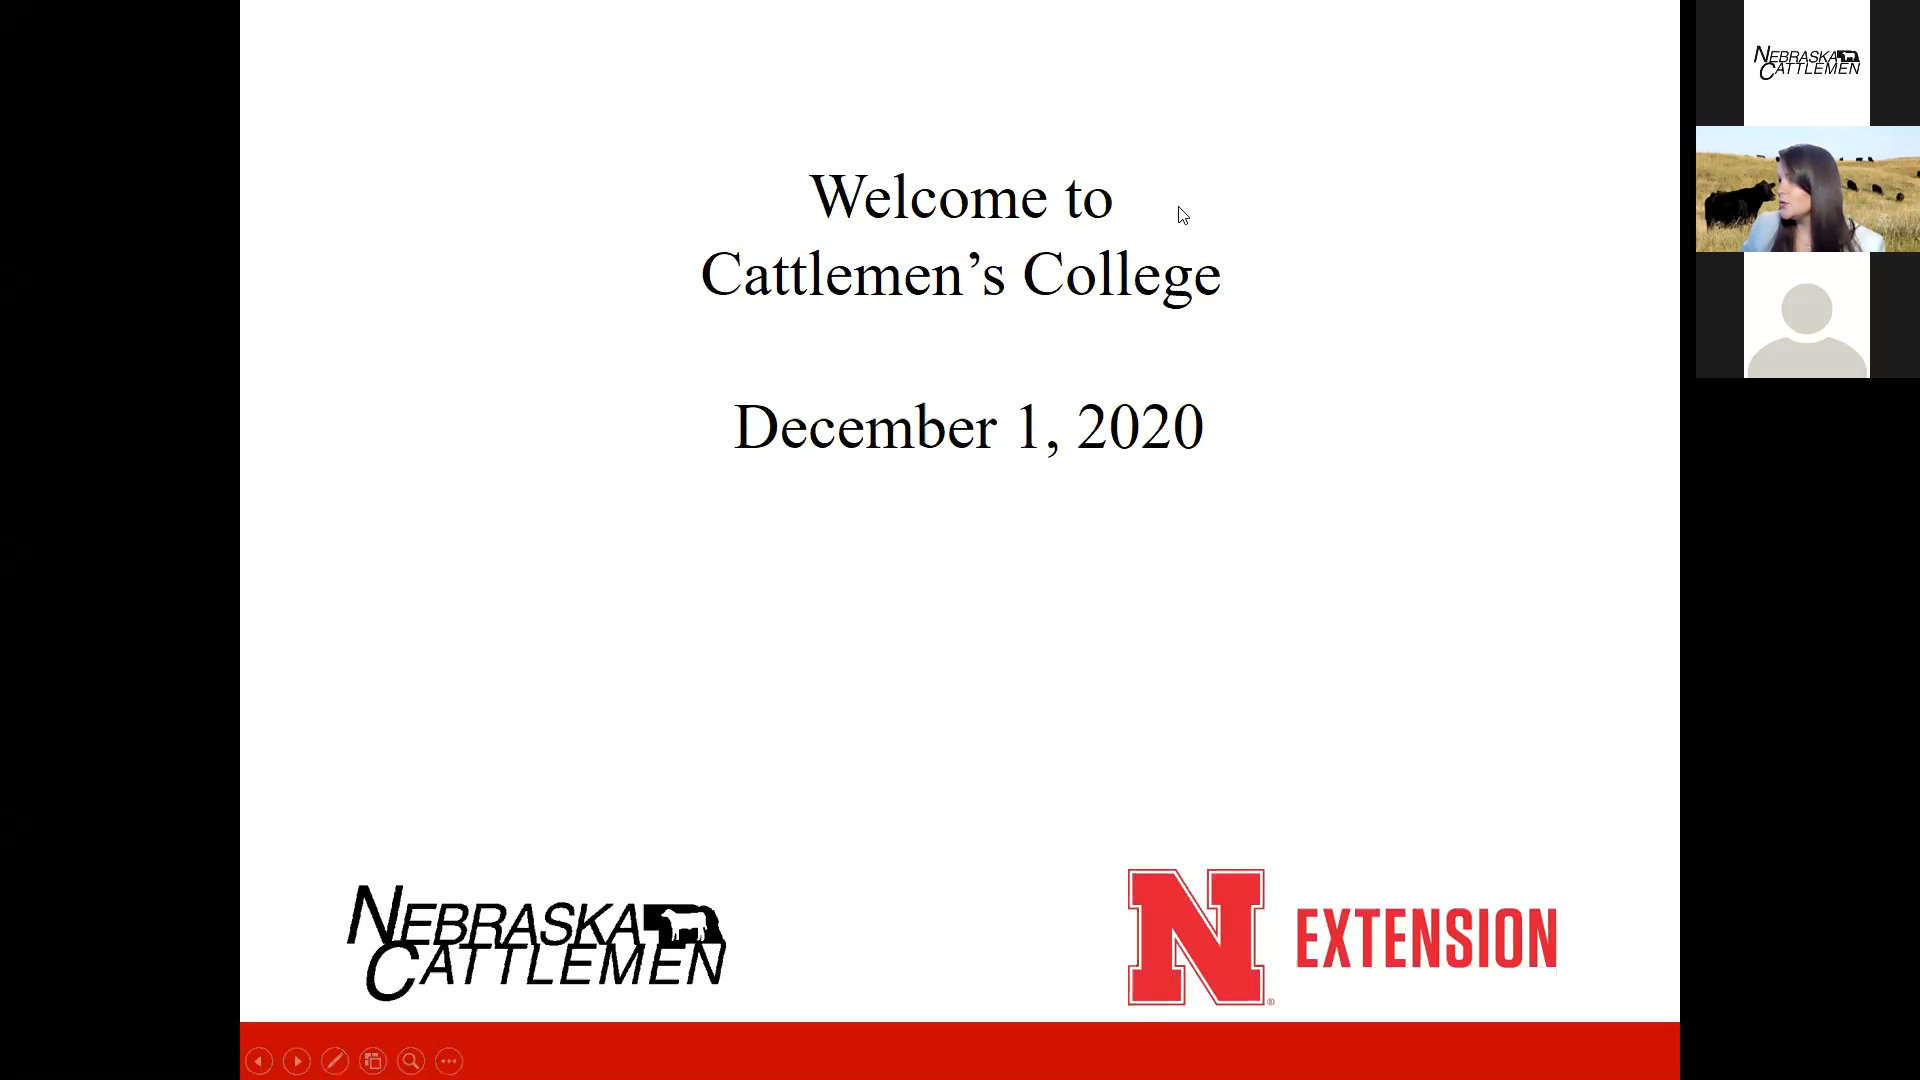 Welcome to
Cattlemen’s College
December 1, 2020
NEBRASKA
CATTLEMEN
N® EXTENSION
NEBRASKA
CATTLEMEN